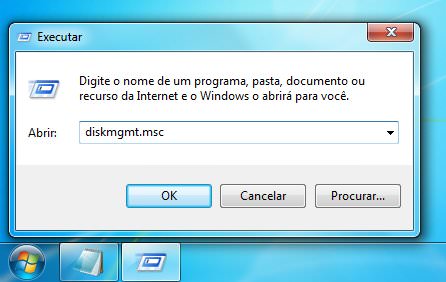 Executar
Digite o nome de um programa, pasta, documento ou
recurso da Internet e o Windows o abrirá para você.
Abrir:
diskmgmt.msc
OK
Cancelar
Procurar...